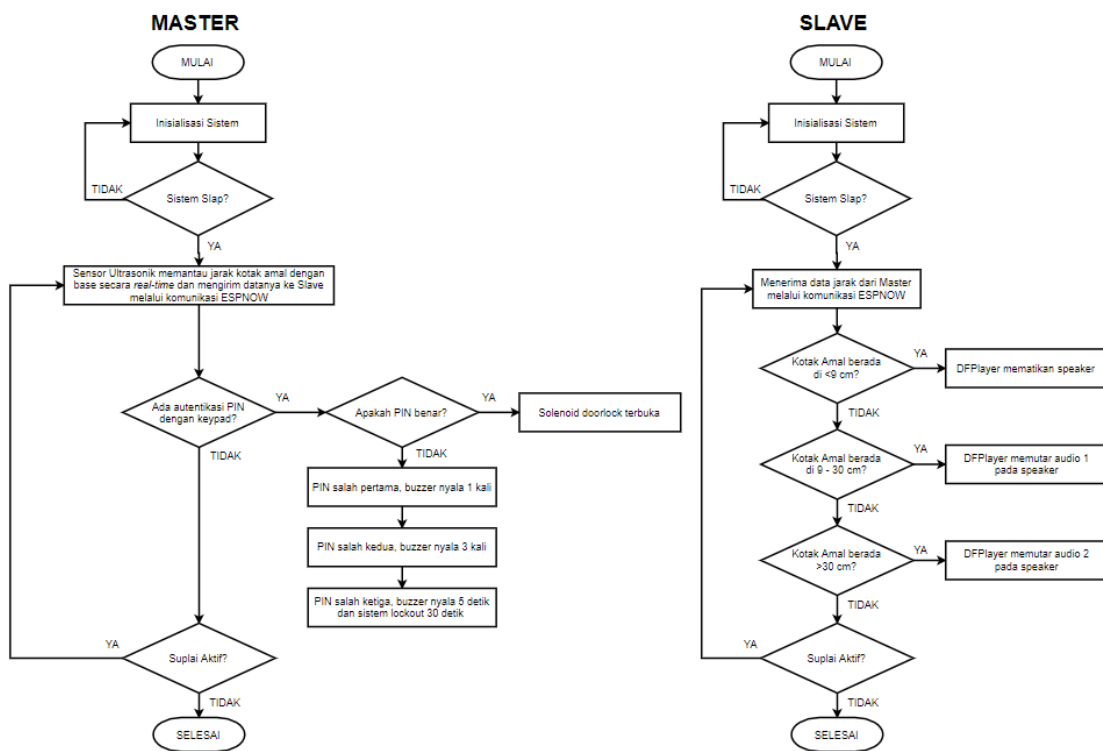 MASTER
MULAI
Inisialisasi Sistem
TIDAK
Sistem Siap?
YA
Sensor Ultrasonik memantau jarak kotak amal dengan
base secara real-time dan mengirim datanya ke Slave
melalui komunikasi ESPNOW
Ada autentikasi PIN
dengan keypad?
YA
Apakah PIN benar?
YA
Solenoid doorlock terbuka
TIDAK
TIDAK
PIN salah pertama, buzzer nyala 1 kali
PIN salah kedua, buzzer nyala 3 kali
PIN salah ketiga, buzzer nyala 5 detik
dan sistem lockout 30 detik
YA
Suplai Aktif?
TIDAK
SELESAI
SLAVE
MULAI
Inisialisasi Sistem
TIDAK
Sistem Siap?
YA
Menerima data jarak dari Master
melalui komunikasi ESPNOW
Kotak Amal berada
di <9 cm?
YA
DFPlayer mematikan speaker
TIDAK
Kotak Amal berada
di 9 - 30 cm?
YA
DFPlayer memutar audio 1
pada speaker
TIDAK
Kotak Amal berada
>30 cm?
YA
DFPlayer memutar audio 2
pada speaker
TIDAK
YA
Suplai Aktif?
TIDAK
SELESAI